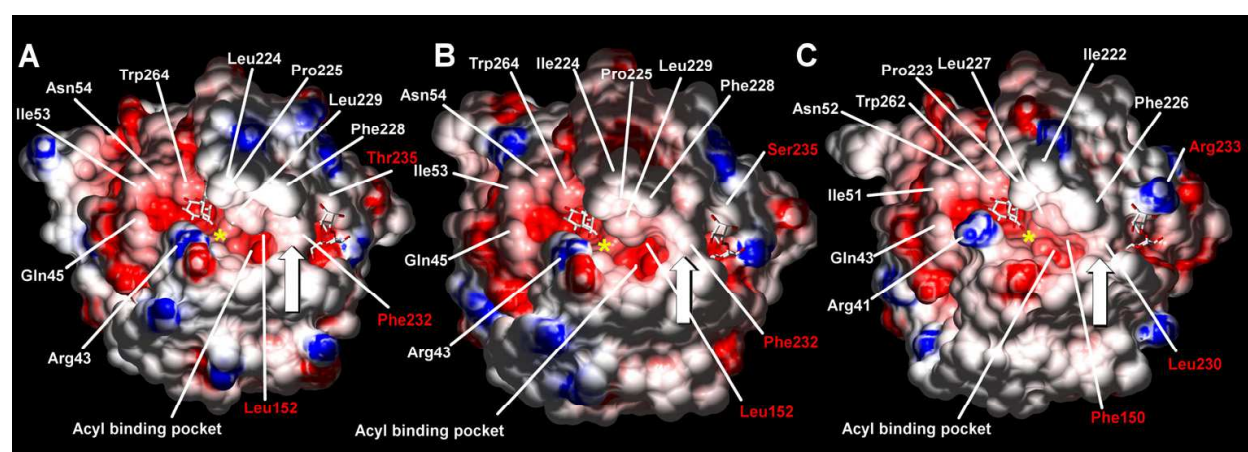 A
Leu224
Pro225
Trp264
Leu229
Asn54
Phe228
Ile53
Thr235
Gln45
Phe232
Arg43
Leu152
Acyl binding pocket
*
B
Trp264
Ile224
Leu229
Pro225
Phe228
Asn54
Ser235
Ile53
Gln45
Phe232
Arg43
Leu152
Acyl binding pocket
*
C
Ile222
Leu227
Pro223
Phe226
Trp262
Asn52
Arg233
Ile51
Gln43
Arg41
Leu230
Phe150
Acyl binding pocket
*